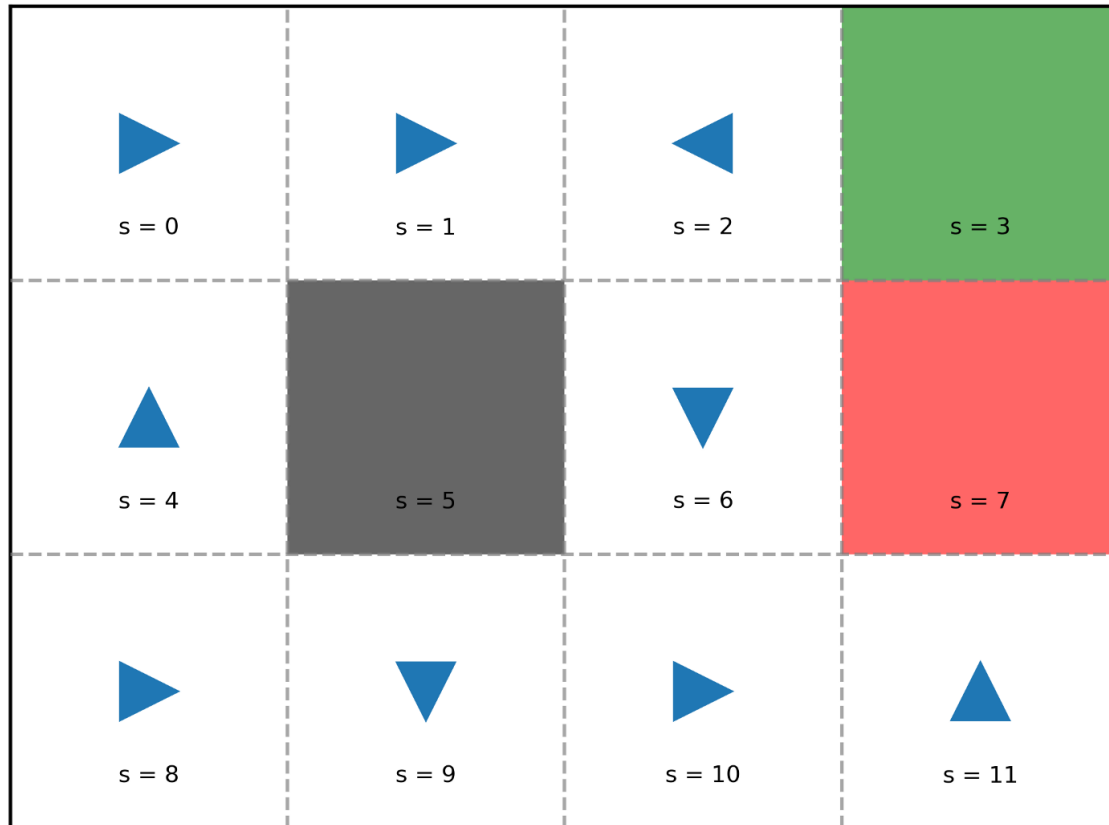 s = 0
s = 1
s = 2
s = 3
s = 4
s = 5
s = 6
s = 7
s = 8
s = 9
s = 10
s = 11